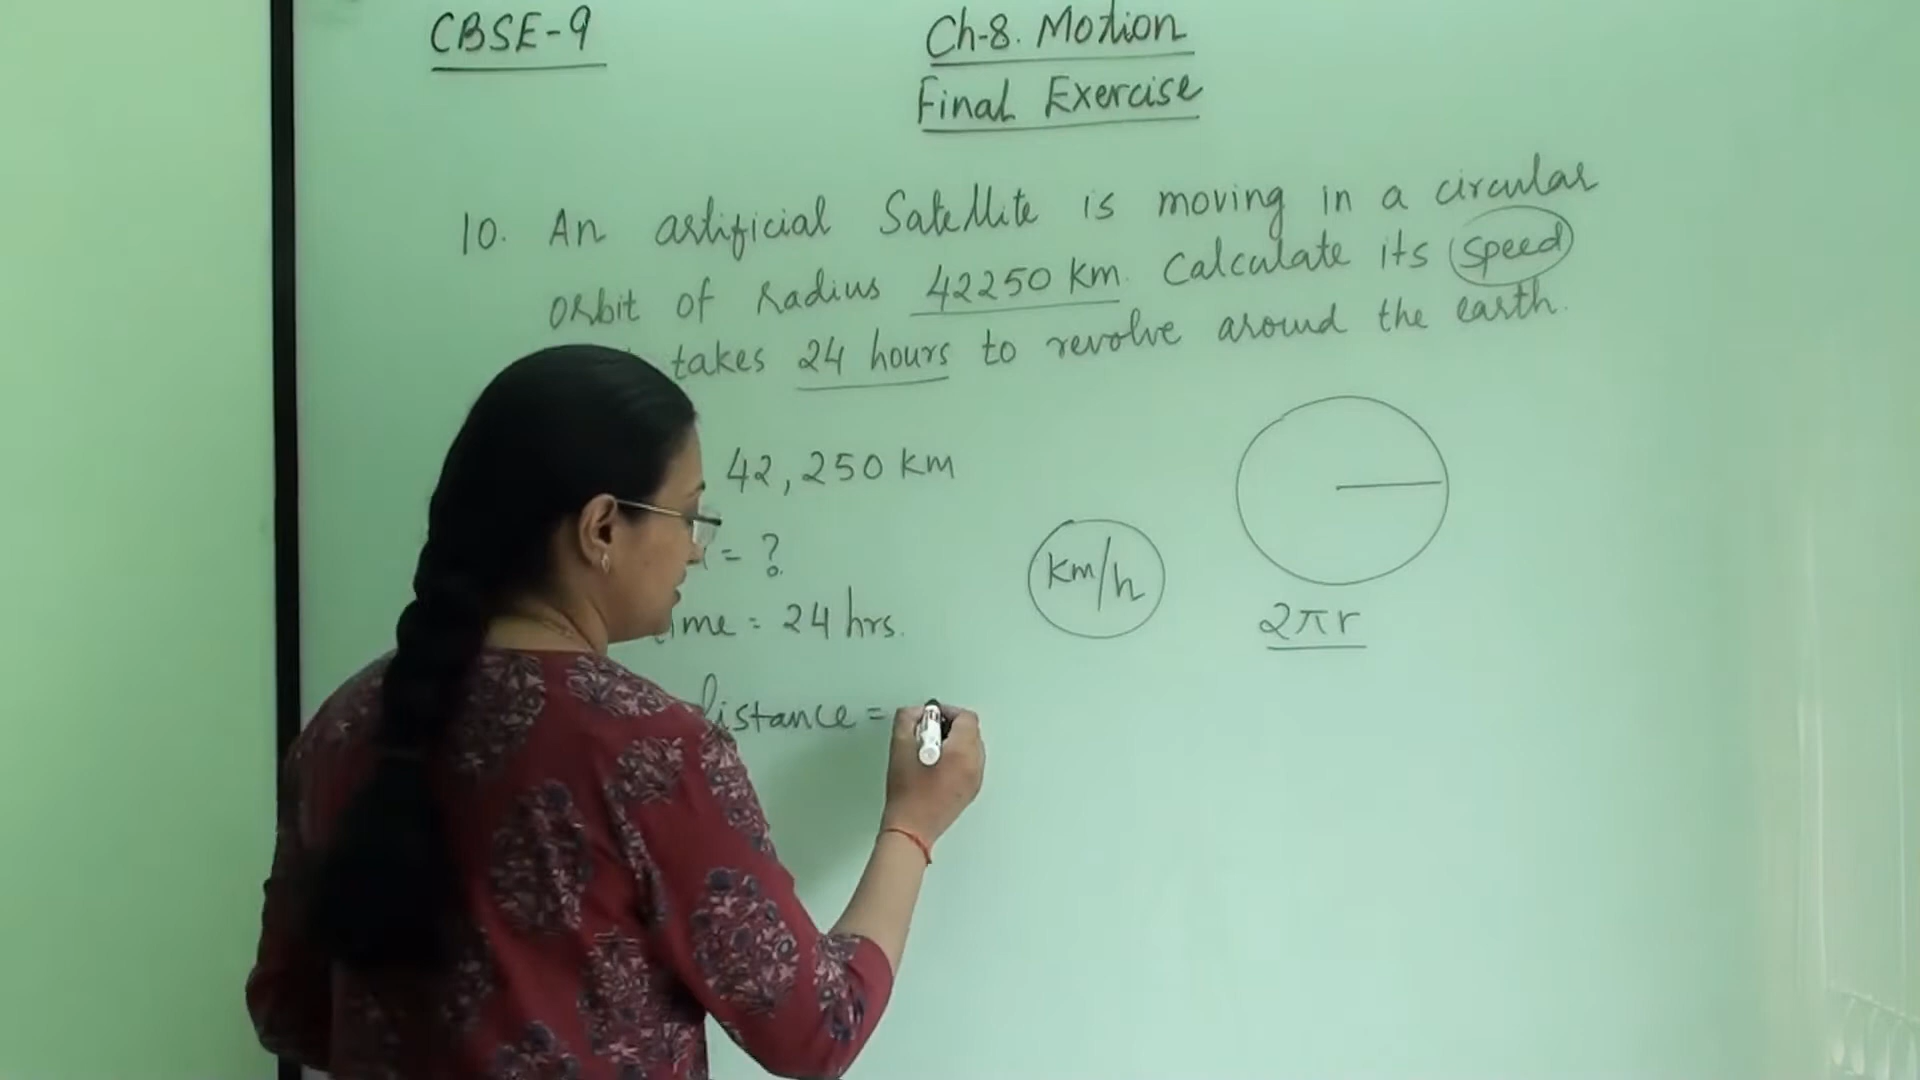 CBSE-9
Ch-8. Motion
Final Exercise
10. An artificial Satellite is moving in a circular
orbit of radius 42250 km. Calculate its speed
takes 24 hours to revolve around the earth.
42,250 km
= ?
time = 24 hrs.
distance =
km/h
2πr